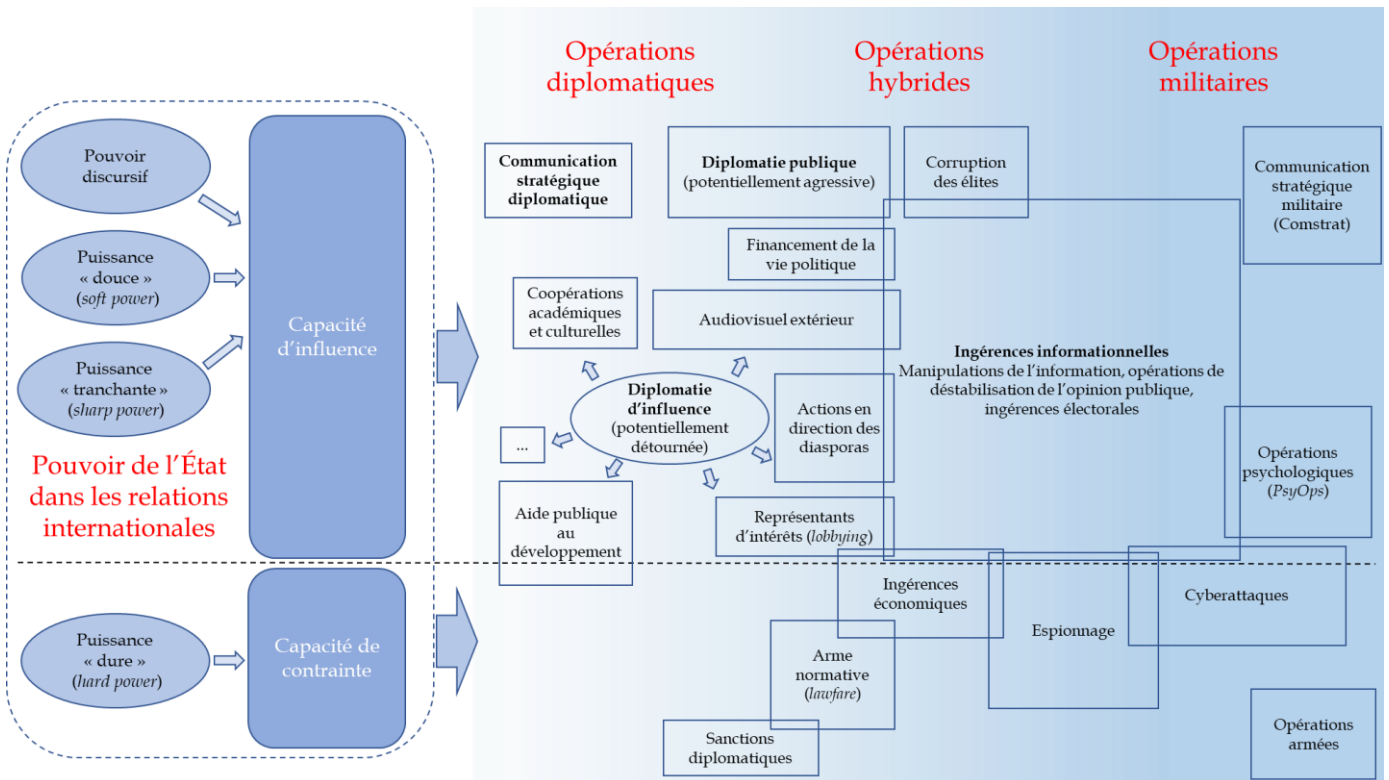 Opérations
diplomatiques
Opérations
hybrides
Opérations
militaires
Pouvoir
discursif
Puissance
« douce »
(soft power)
Puissance
« tranchante »
(sharp power)
Capacité
d’influence
Pouvoir de l’État
dans les relations
internationales
Puissance
« dure »
(hard power)
Capacité de
contrainte
Communication
stratégique
diplomatique
Diplomatie publique
(potentiellement agressive)
Corruption
des élites
Communication
stratégique
militaire
(Comstrat)
Financement de la
vie politique
Coopérations
académiques
et culturelles
Audiovisuel extérieur
Ingérences informationnelles
Manipulations de l’information, opérations de
déstabilisation de l’opinion publique,
ingérences électorales
Diplomatie
d’influence
(potentiellement
détournée)
Actions en
direction des
diasporas
...
Opérations
psychologiques
(PsyOps)
Aide publique
au
développement
Représentants
d’intérêts (lobbying)
Ingérences
économiques
Espionnage
Cyberattaques
Arme
normative
(lawfare)
Sanctions
diplomatiques
Opérations
armées